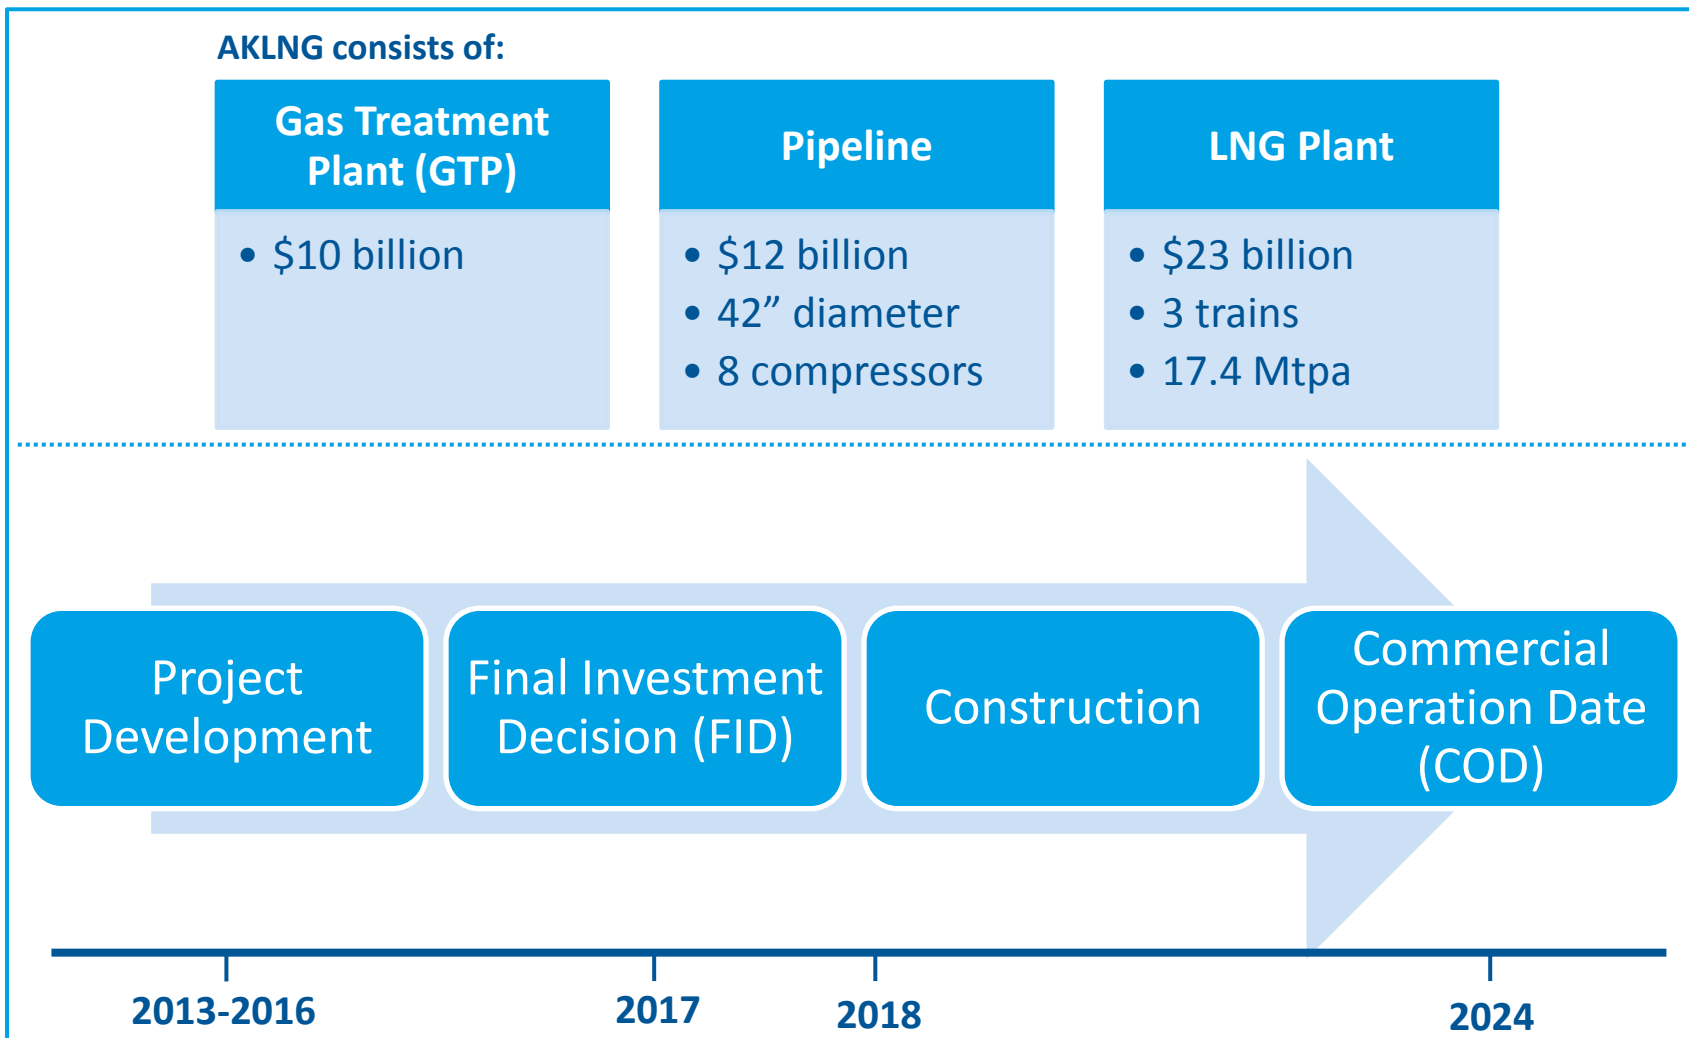 AKLNG consists of:
Gas Treatment
Plant (GTP)
• $10 billion
Pipeline
• $12 billion
• 42” diameter
• 8 compressors
LNG Plant
• $23 billion
• 3 trains
• 17.4 Mtpa
Project
Development
Final Investment
Decision (FID)
Construction
Commercial
Operation Date
(COD)
2013-2016
2017
2018
2024